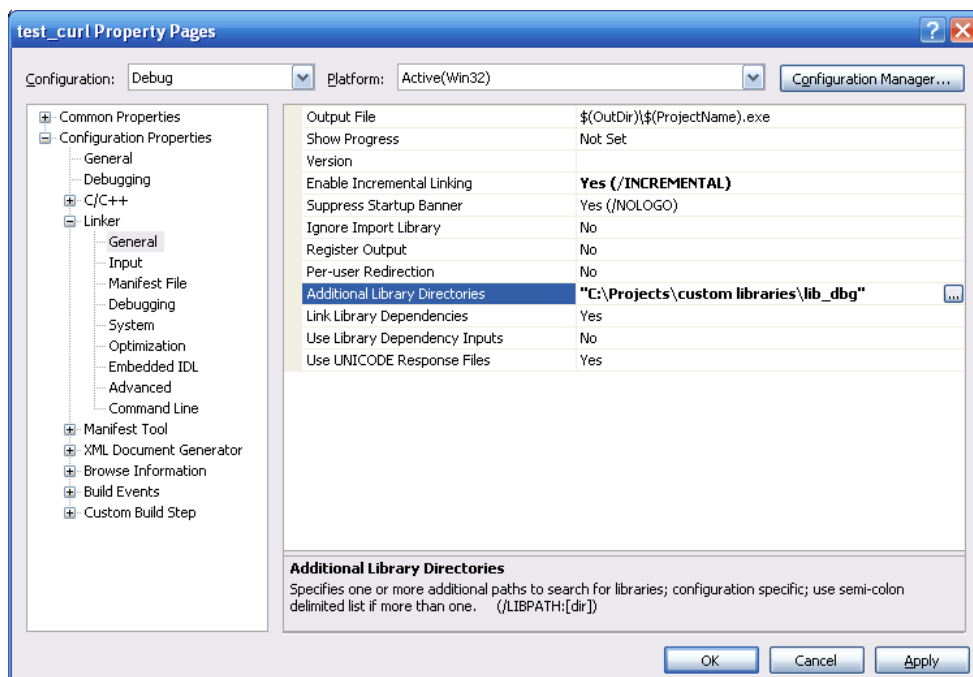 test_curl Property Pages
Configuration: Debug Platform: Active(Win32) Configuration Manager...
Common Properties
Configuration Properties
General
Debugging
C/C++
Linker
General
Input
Manifest File
Debugging
System
Optimization
Embedded IDL
Advanced
Command Line
Manifest Tool
XML Document Generator
Browse Information
Build Events
Custom Build Step
Output File $(OutDir)\$(ProjectName).exe
Show Progress Not Set
Version
Enable Incremental Linking Yes (/INCREMENTAL)
Suppress Startup Banner Yes (/NOLOGO)
Ignore Import Library No
Register Output No
Per-user Redirection No
Additional Library Directories "C:\Projects\custom libraries\lib_dbg" ...
Link Library Dependencies Yes
Use Library Dependency Inputs No
Use UNICODE Response Files Yes
Additional Library Directories
Specifies one or more additional paths to search for libraries; configuration specific; use semi-colon
delimited list if more than one. (/LIBPATH:[dir])
OK Cancel Apply